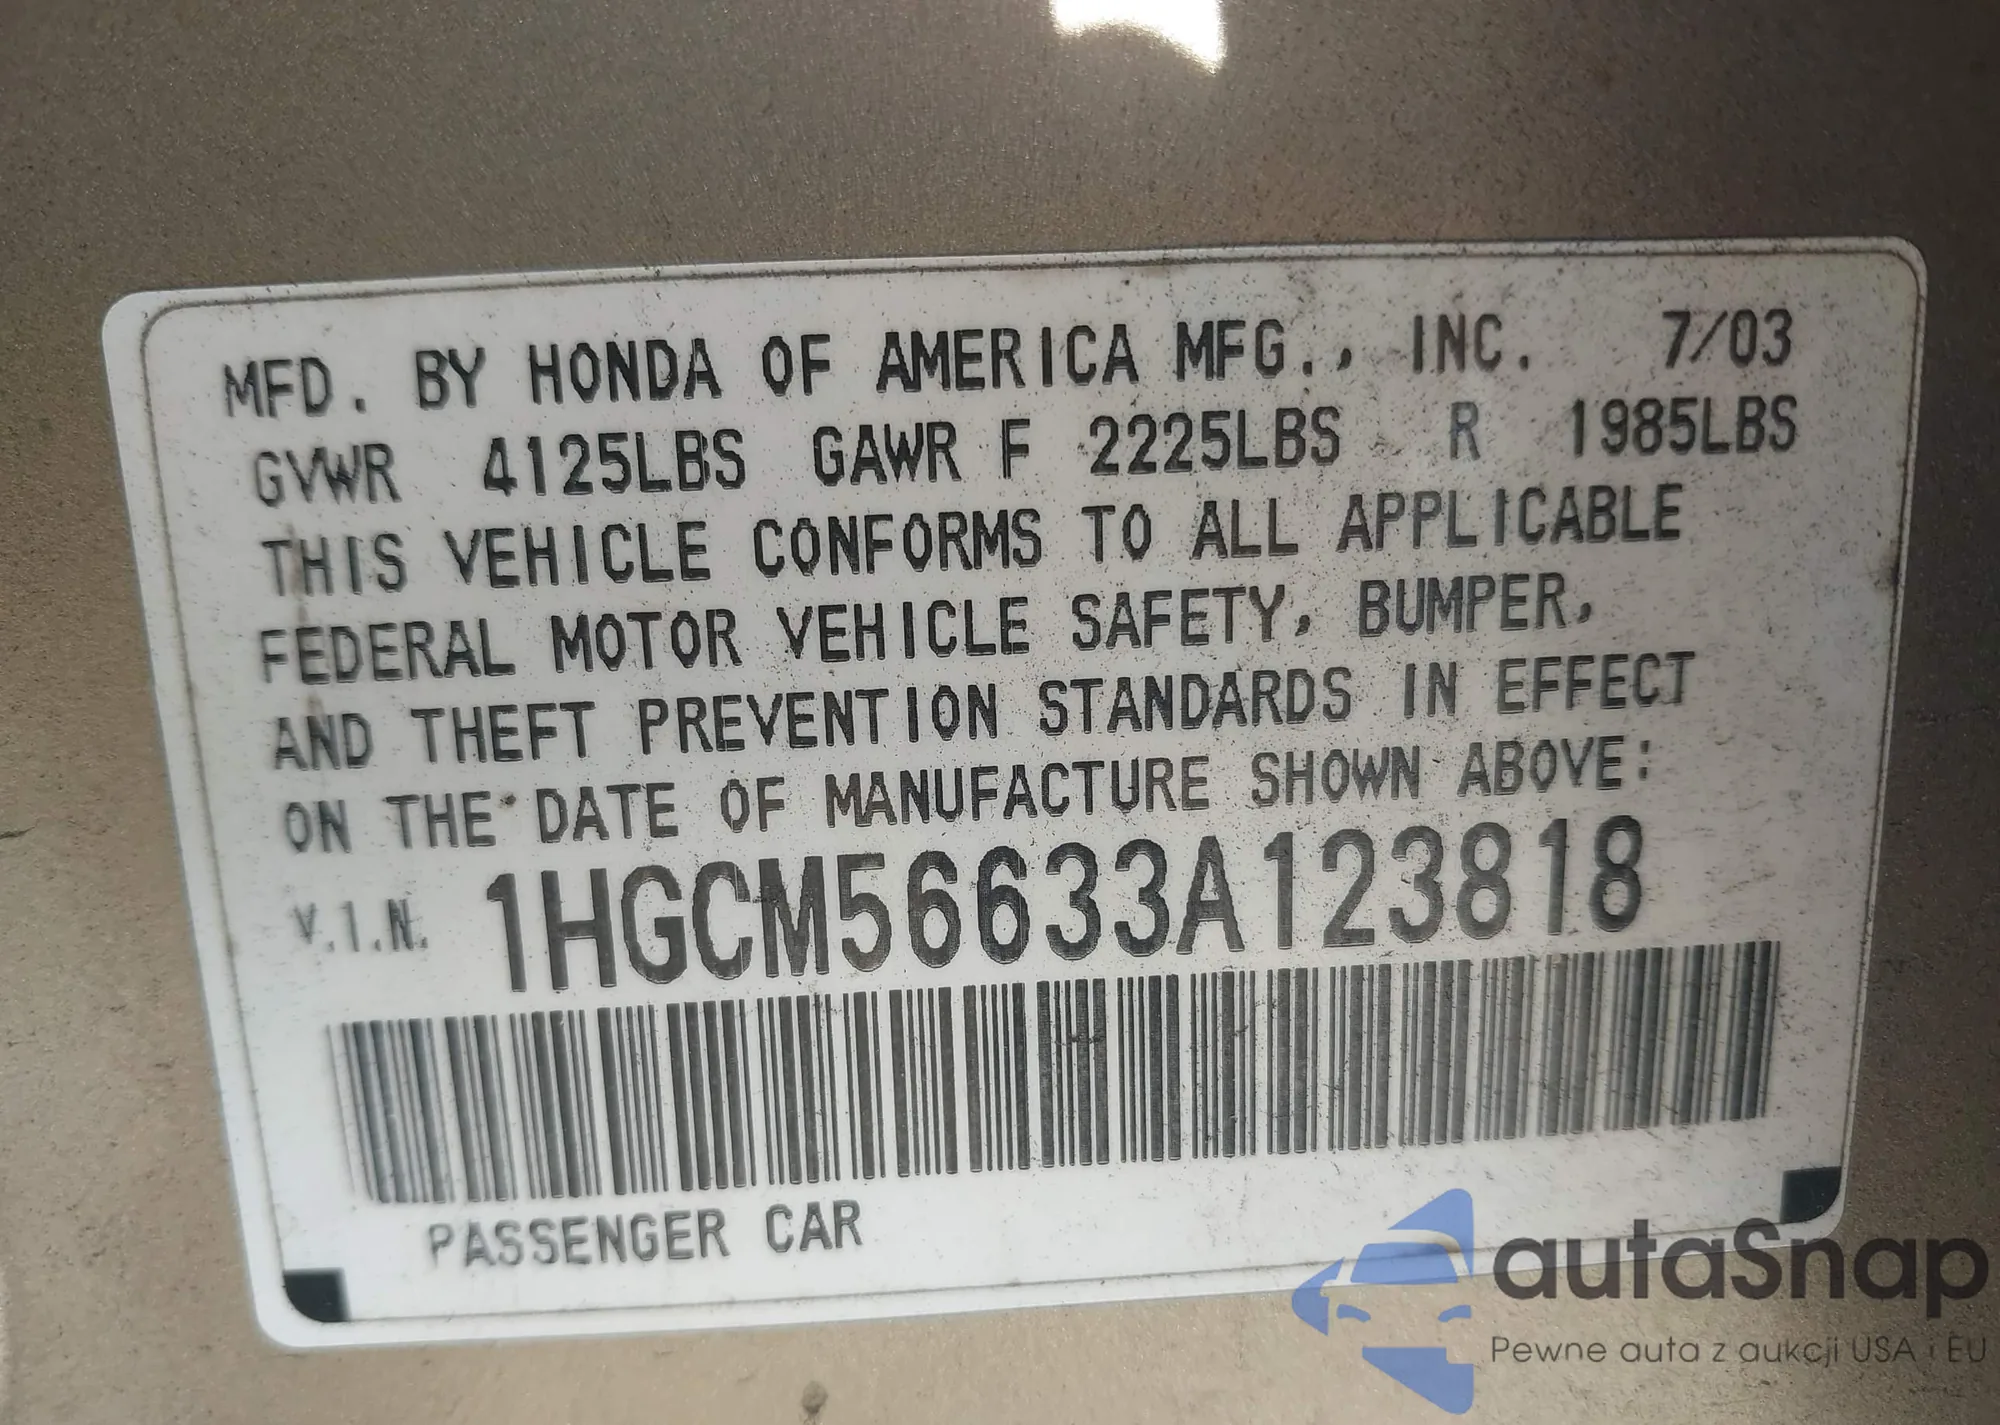 MFD. BY HONDA OF AMERICA MFG., INC. 7/03
GVWR 4125LBS GAWR F 2225LBS R 1985LBS
THIS VEHICLE CONFORMS TO ALL APPLICABLE
FEDERAL MOTOR VEHICLE SAFETY, BUMPER,
AND THEFT PREVENTION STANDARDS IN EFFECT
ON THE DATE OF MANUFACTURE SHOWN ABOVE:
V.I.N. 1HGCM56633A123818
PASSENGER CAR
autaSnap
Pewne auta z aukcji USA i EU